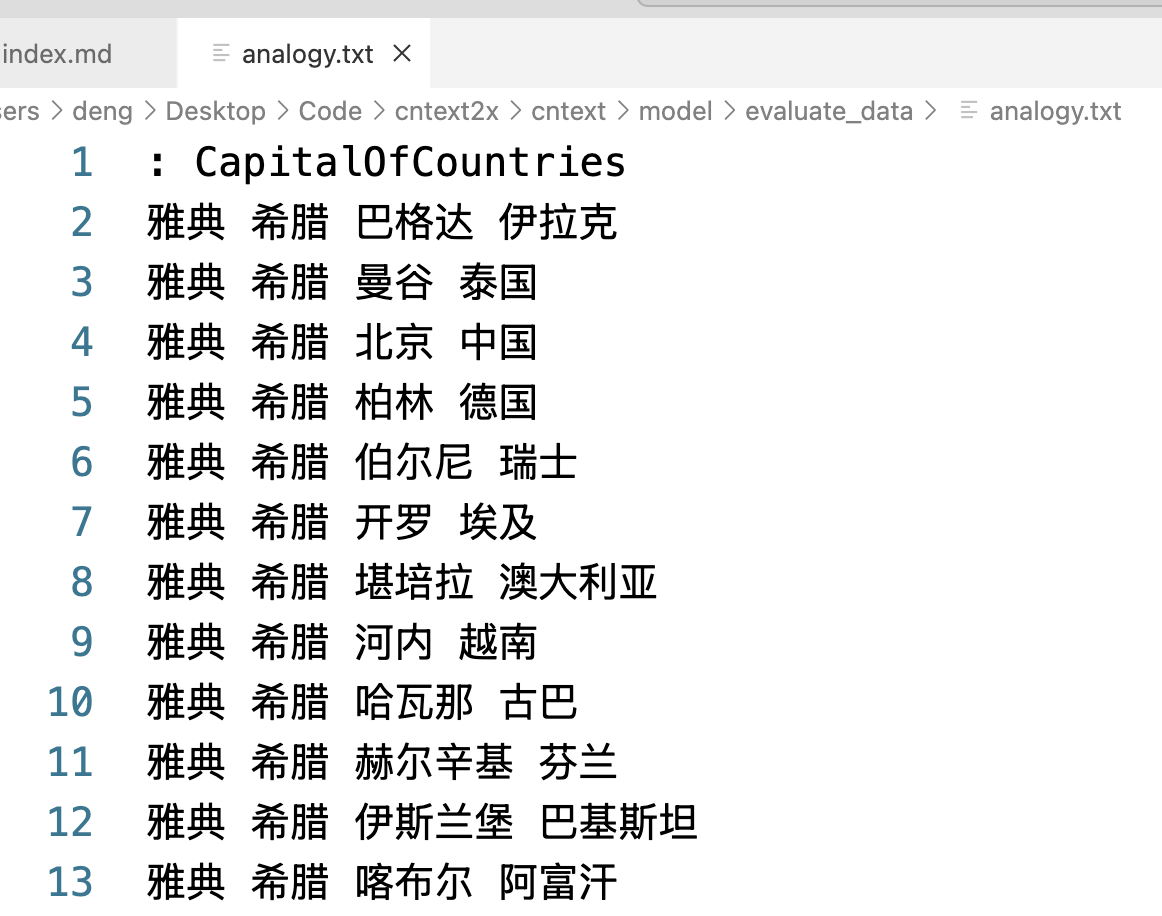 index.md analogy.txt
ers > deng > Desktop > Code > cntext2x > cntext > model > evaluate_data > analogy.txt
1 : CapitalOfCountries
2 雅典 希腊 巴格达 伊拉克
3 雅典 希腊 曼谷 泰国
4 雅典 希腊 北京 中国
5 雅典 希腊 柏林 德国
6 雅典 希腊 伯尔尼 瑞士
7 雅典 希腊 开罗 埃及
8 雅典 希腊 堪培拉 澳大利亚
9 雅典 希腊 河内 越南
10 雅典 希腊 哈瓦那 古巴
11 雅典 希腊 赫尔辛基 芬兰
12 雅典 希腊 伊斯兰堡 巴基斯坦
13 雅典 希腊 喀布尔 阿富汗